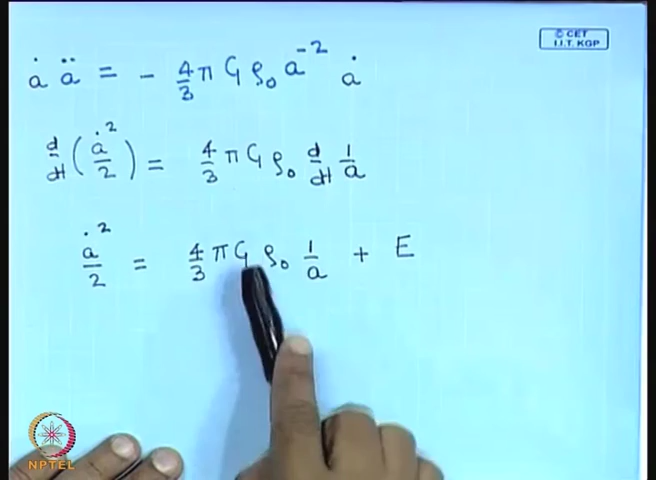 © CET
I.I.T. KGP
ȧ ä = - 4/3 π G ρ₀ a⁻² ȧ
d/dt (ȧ²/2) = 4/3 π G ρ₀ d/dt 1/a
ȧ²/2 = 4/3 π G ρ₀ 1/a + E
NPTEL